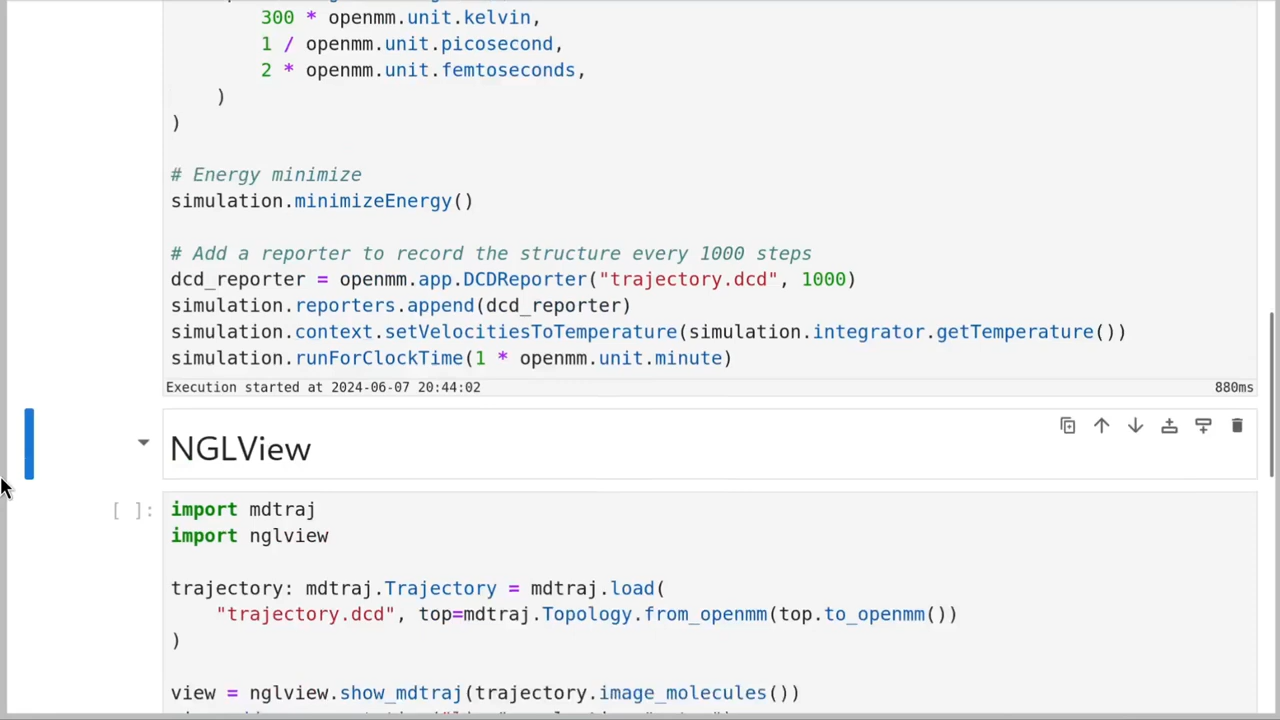 300 * openmm.unit.kelvin,
1 / openmm.unit.picosecond,
2 * openmm.unit.femtoseconds,
)
)
# Energy minimize
simulation.minimizeEnergy()
# Add a reporter to record the structure every 1000 steps
dcd_reporter = openmm.app.DCDReporter("trajectory.dcd", 1000)
simulation.reporters.append(dcd_reporter)
simulation.context.setVelocitiesToTemperature(simulation.integrator.getTemperature())
simulation.runForClockTime(1 * openmm.unit.minute)
Execution started at 2024-06-07 20:44:02 880ms
NGLView
[ ]: import mdtraj
import nglview
trajectory: mdtraj.Trajectory = mdtraj.load(
"trajectory.dcd", top=mdtraj.Topology.from_openmm(top.to_openmm())
)
view = nglview.show_mdtraj(trajectory.image_molecules())